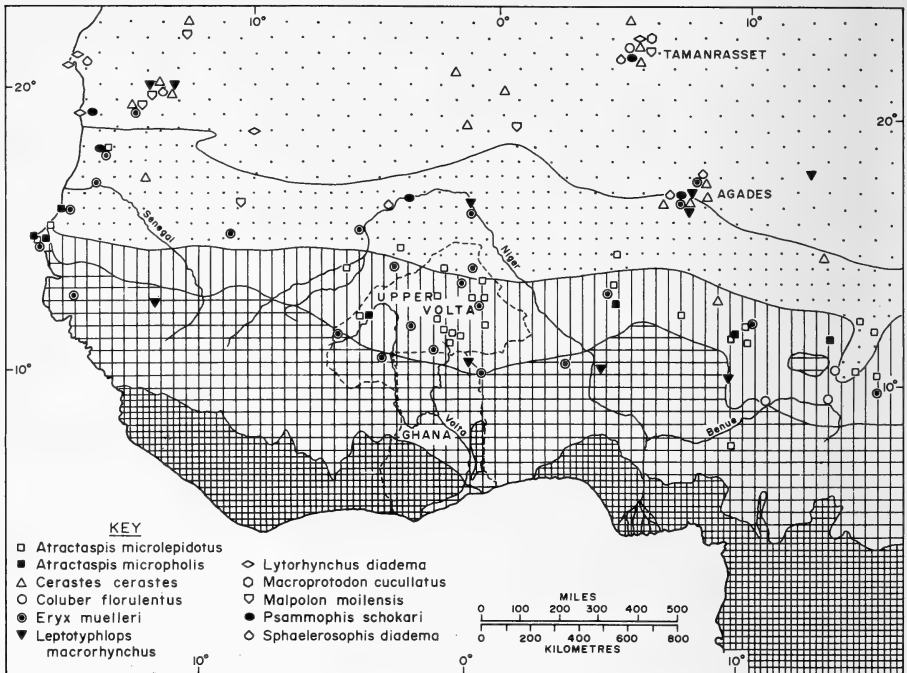 10° 0° 10°
TAMANRASSET
20° 20°
AGADES
Senegal
Niger
UPPER
VOLTA
10° 10°
Volta
Benue
GHANA
KEY
Atractaspis microlepidotus
Atractaspis micropholis
Cerastes cerastes
Coluber florulentus
Eryx muelleri
Leptotyphlops
macrorhynchus
Lytorhynchus diadema
Macroprotodon cucullatus
Malpolon moilensis
Psammophis schokari
Sphaelerosophis diadema
MILES
0 100 200 300 400 500
0 200 400 600 800
KILOMETRES
10° 0° 10°